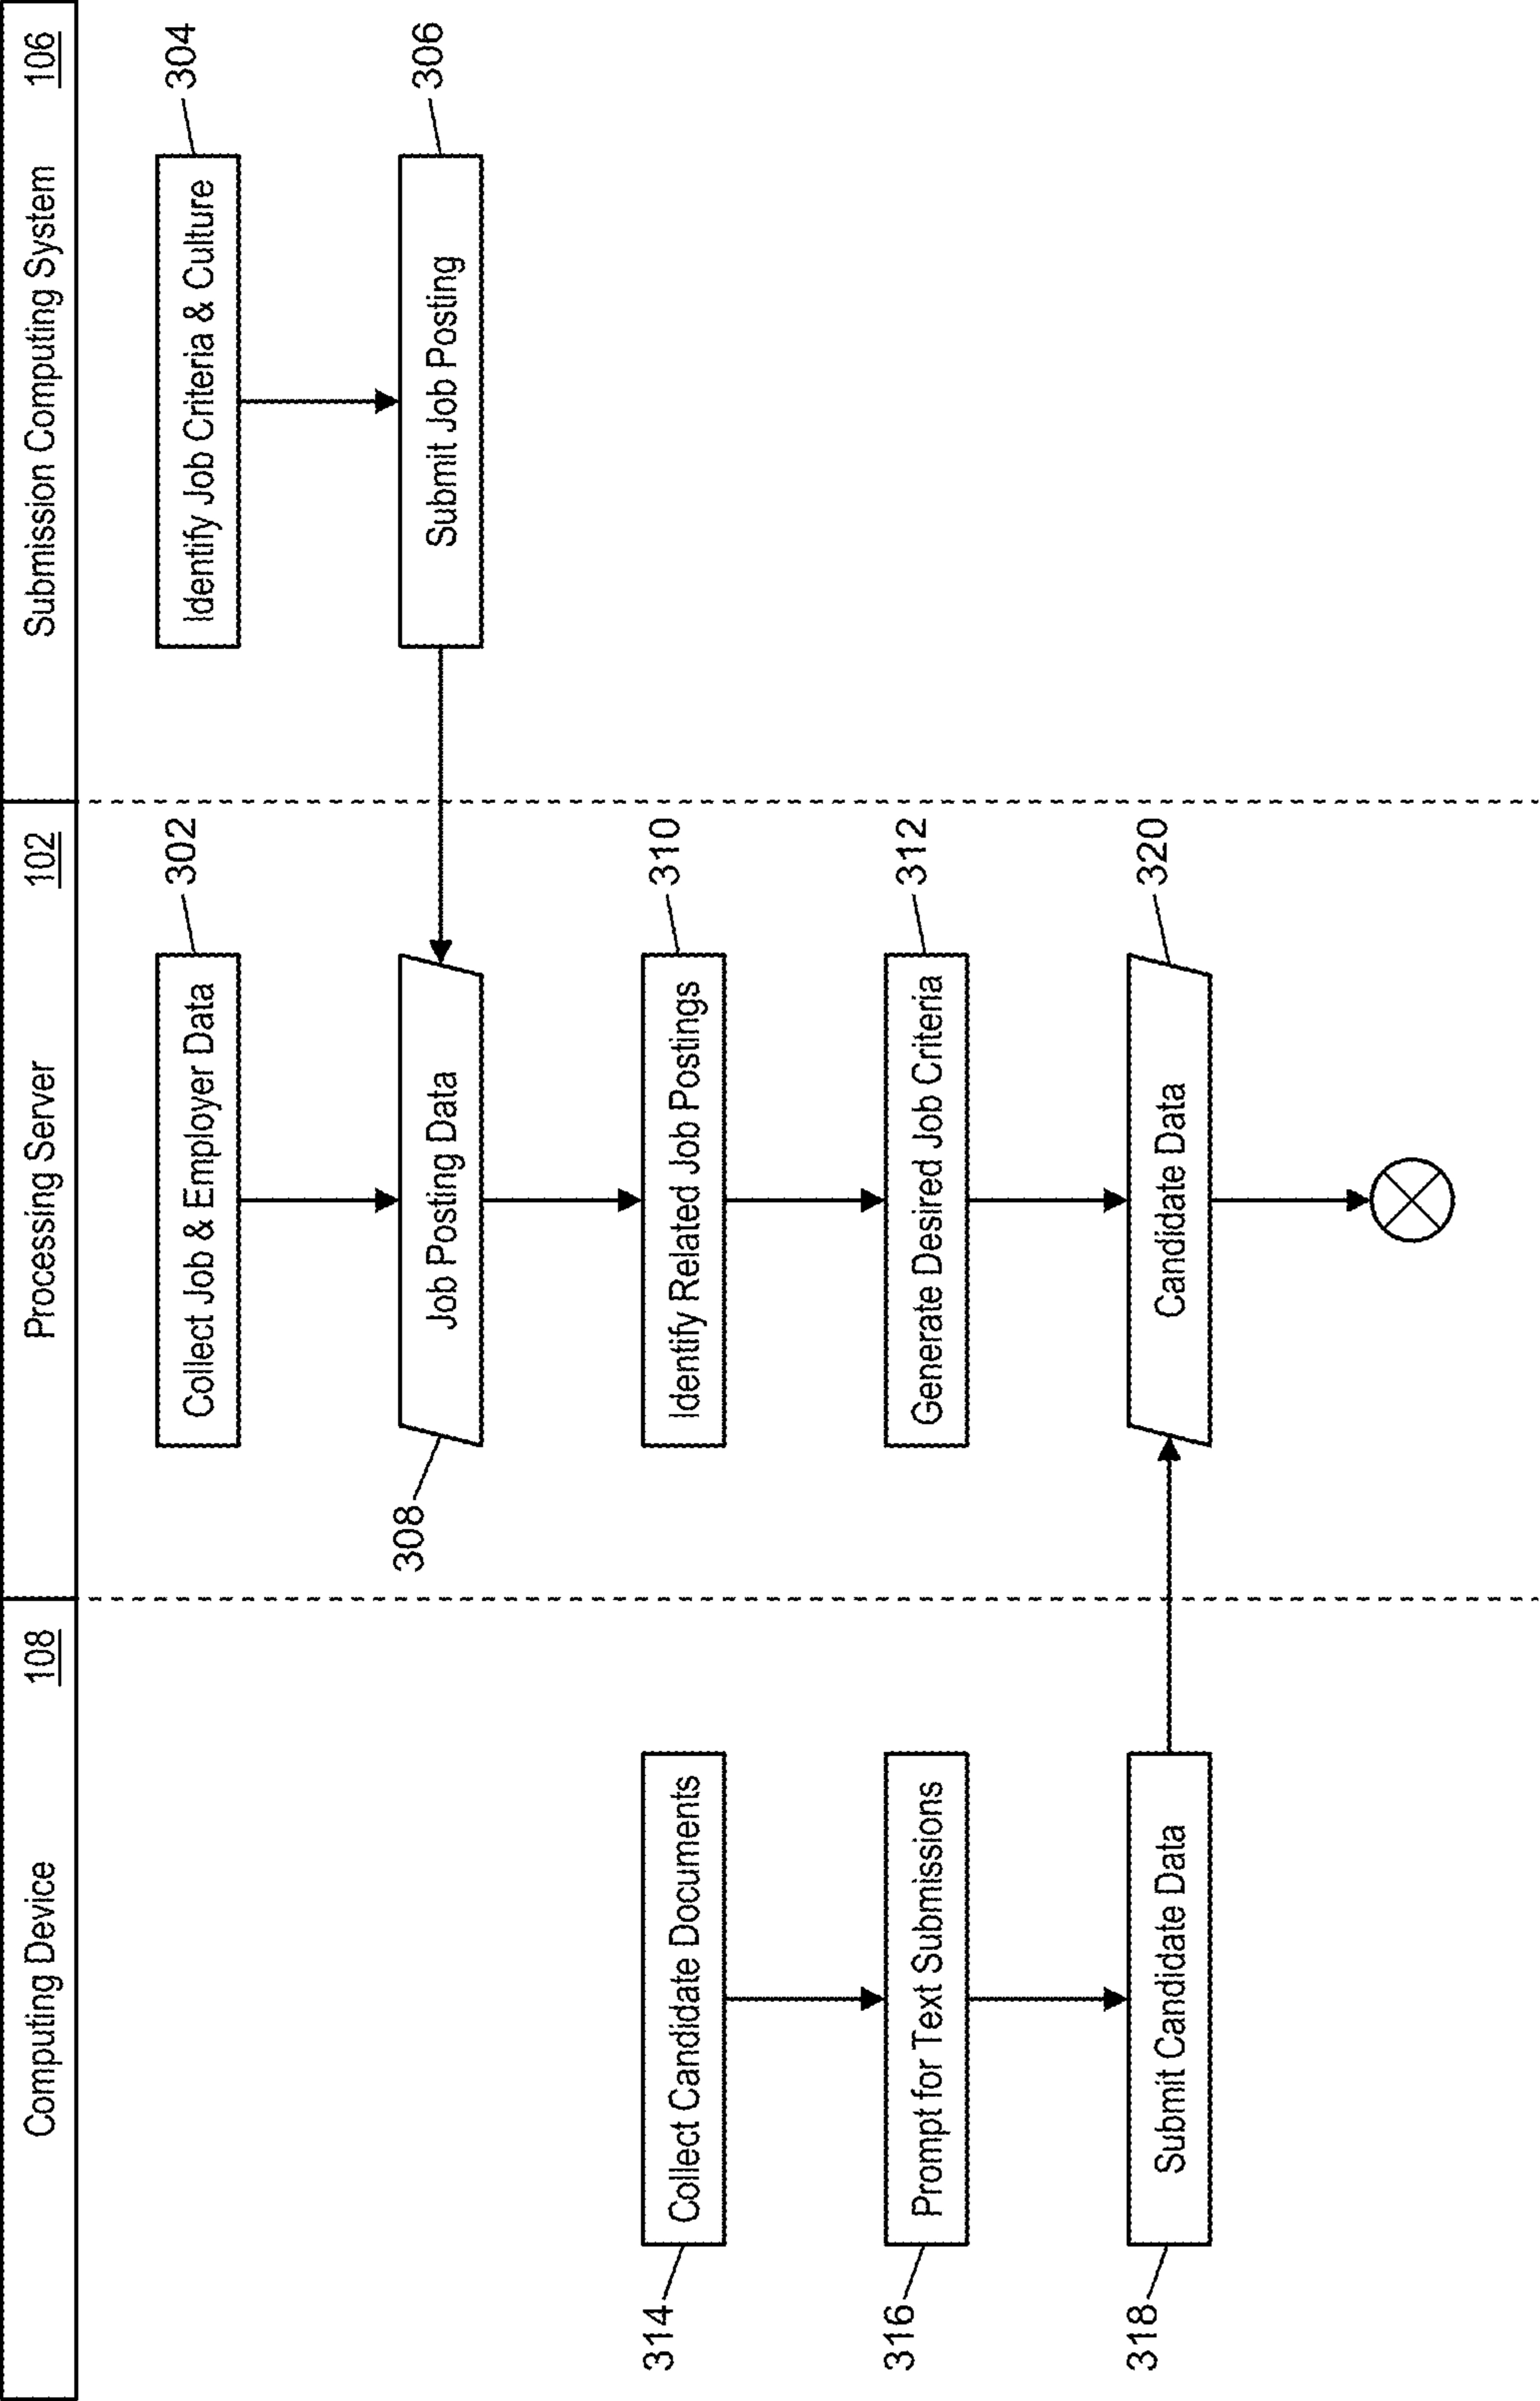 Computing Device 108
Processing Server 102
Submission Computing System 106
302
Collect Job & Employer Data
304
Identify Job Criteria & Culture
306
Submit Job Posting
308
Job Posting Data
310
Identify Related Job Postings
312
Generate Desired Job Criteria
314
Collect Candidate Documents
316
Prompt for Text Submissions
318
Submit Candidate Data
320
Candidate Data